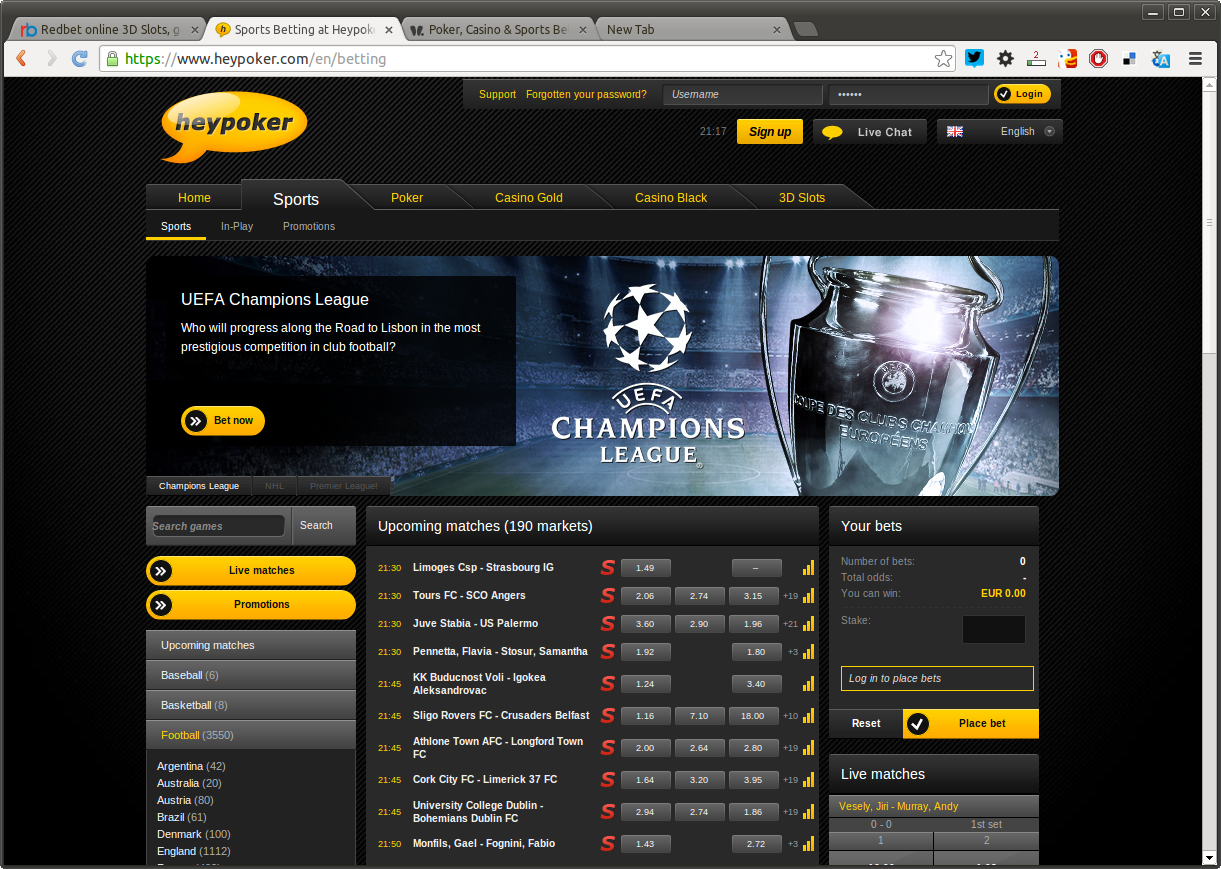 Redbet online 3D Slots, g
Sports Betting at Heypok
Poker, Casino & Sports Be
New Tab
https://www.heypoker.com/en/betting
2
heypoker
Support Forgotten your password? Username •••••• Login
21:17 Sign up Live Chat English
Home Sports Poker Casino Gold Casino Black 3D Slots
Sports In-Play Promotions
UEFA Champions League
Who will progress along the Road to Lisbon in the most
prestigious competition in club football?
Bet now
UEFA
CHAMPIONS
LEAGUE
UEFA
COUPE DES CLUBS CHAMPION
EUROPÉENS
Champions League NHL Premier League!
Search games Search
Live matches
Promotions
Upcoming matches
Baseball (6)
Basketball (8)
Football (3550)
Argentina (42)
Australia (20)
Austria (80)
Brazil (61)
Denmark (100)
England (1112)
Upcoming matches (190 markets)
21:30 Limoges Csp - Strasbourg IG S 1.49 –
21:30 Tours FC - SCO Angers S 2.06 2.74 3.15 +19
21:30 Juve Stabia - US Palermo S 3.60 2.90 1.96 +21
21:30 Pennetta, Flavia - Stosur, Samantha S 1.92 1.80 +3
21:45 KK Buducnost Voli - Igokea
Aleksandrovac S 1.24 3.40
21:45 Sligo Rovers FC - Crusaders Belfast S 1.16 7.10 18.00 +10
21:45 Athlone Town AFC - Longford Town
FC S 2.00 2.64 2.80 +19
21:45 Cork City FC - Limerick 37 FC S 1.64 3.20 3.95 +19
21:45 University College Dublin -
Bohemians Dublin FC S 2.94 2.74 1.86 +19
21:50 Monfils, Gael - Fognini, Fabio S 1.43 2.72 +3
Your bets
Number of bets: 0
Total odds: -
You can win: EUR 0.00
Stake:
Log in to place bets
Reset Place bet
Live matches
Vesely, Jiri - Murray, Andy
0 - 0 1st set
1 2